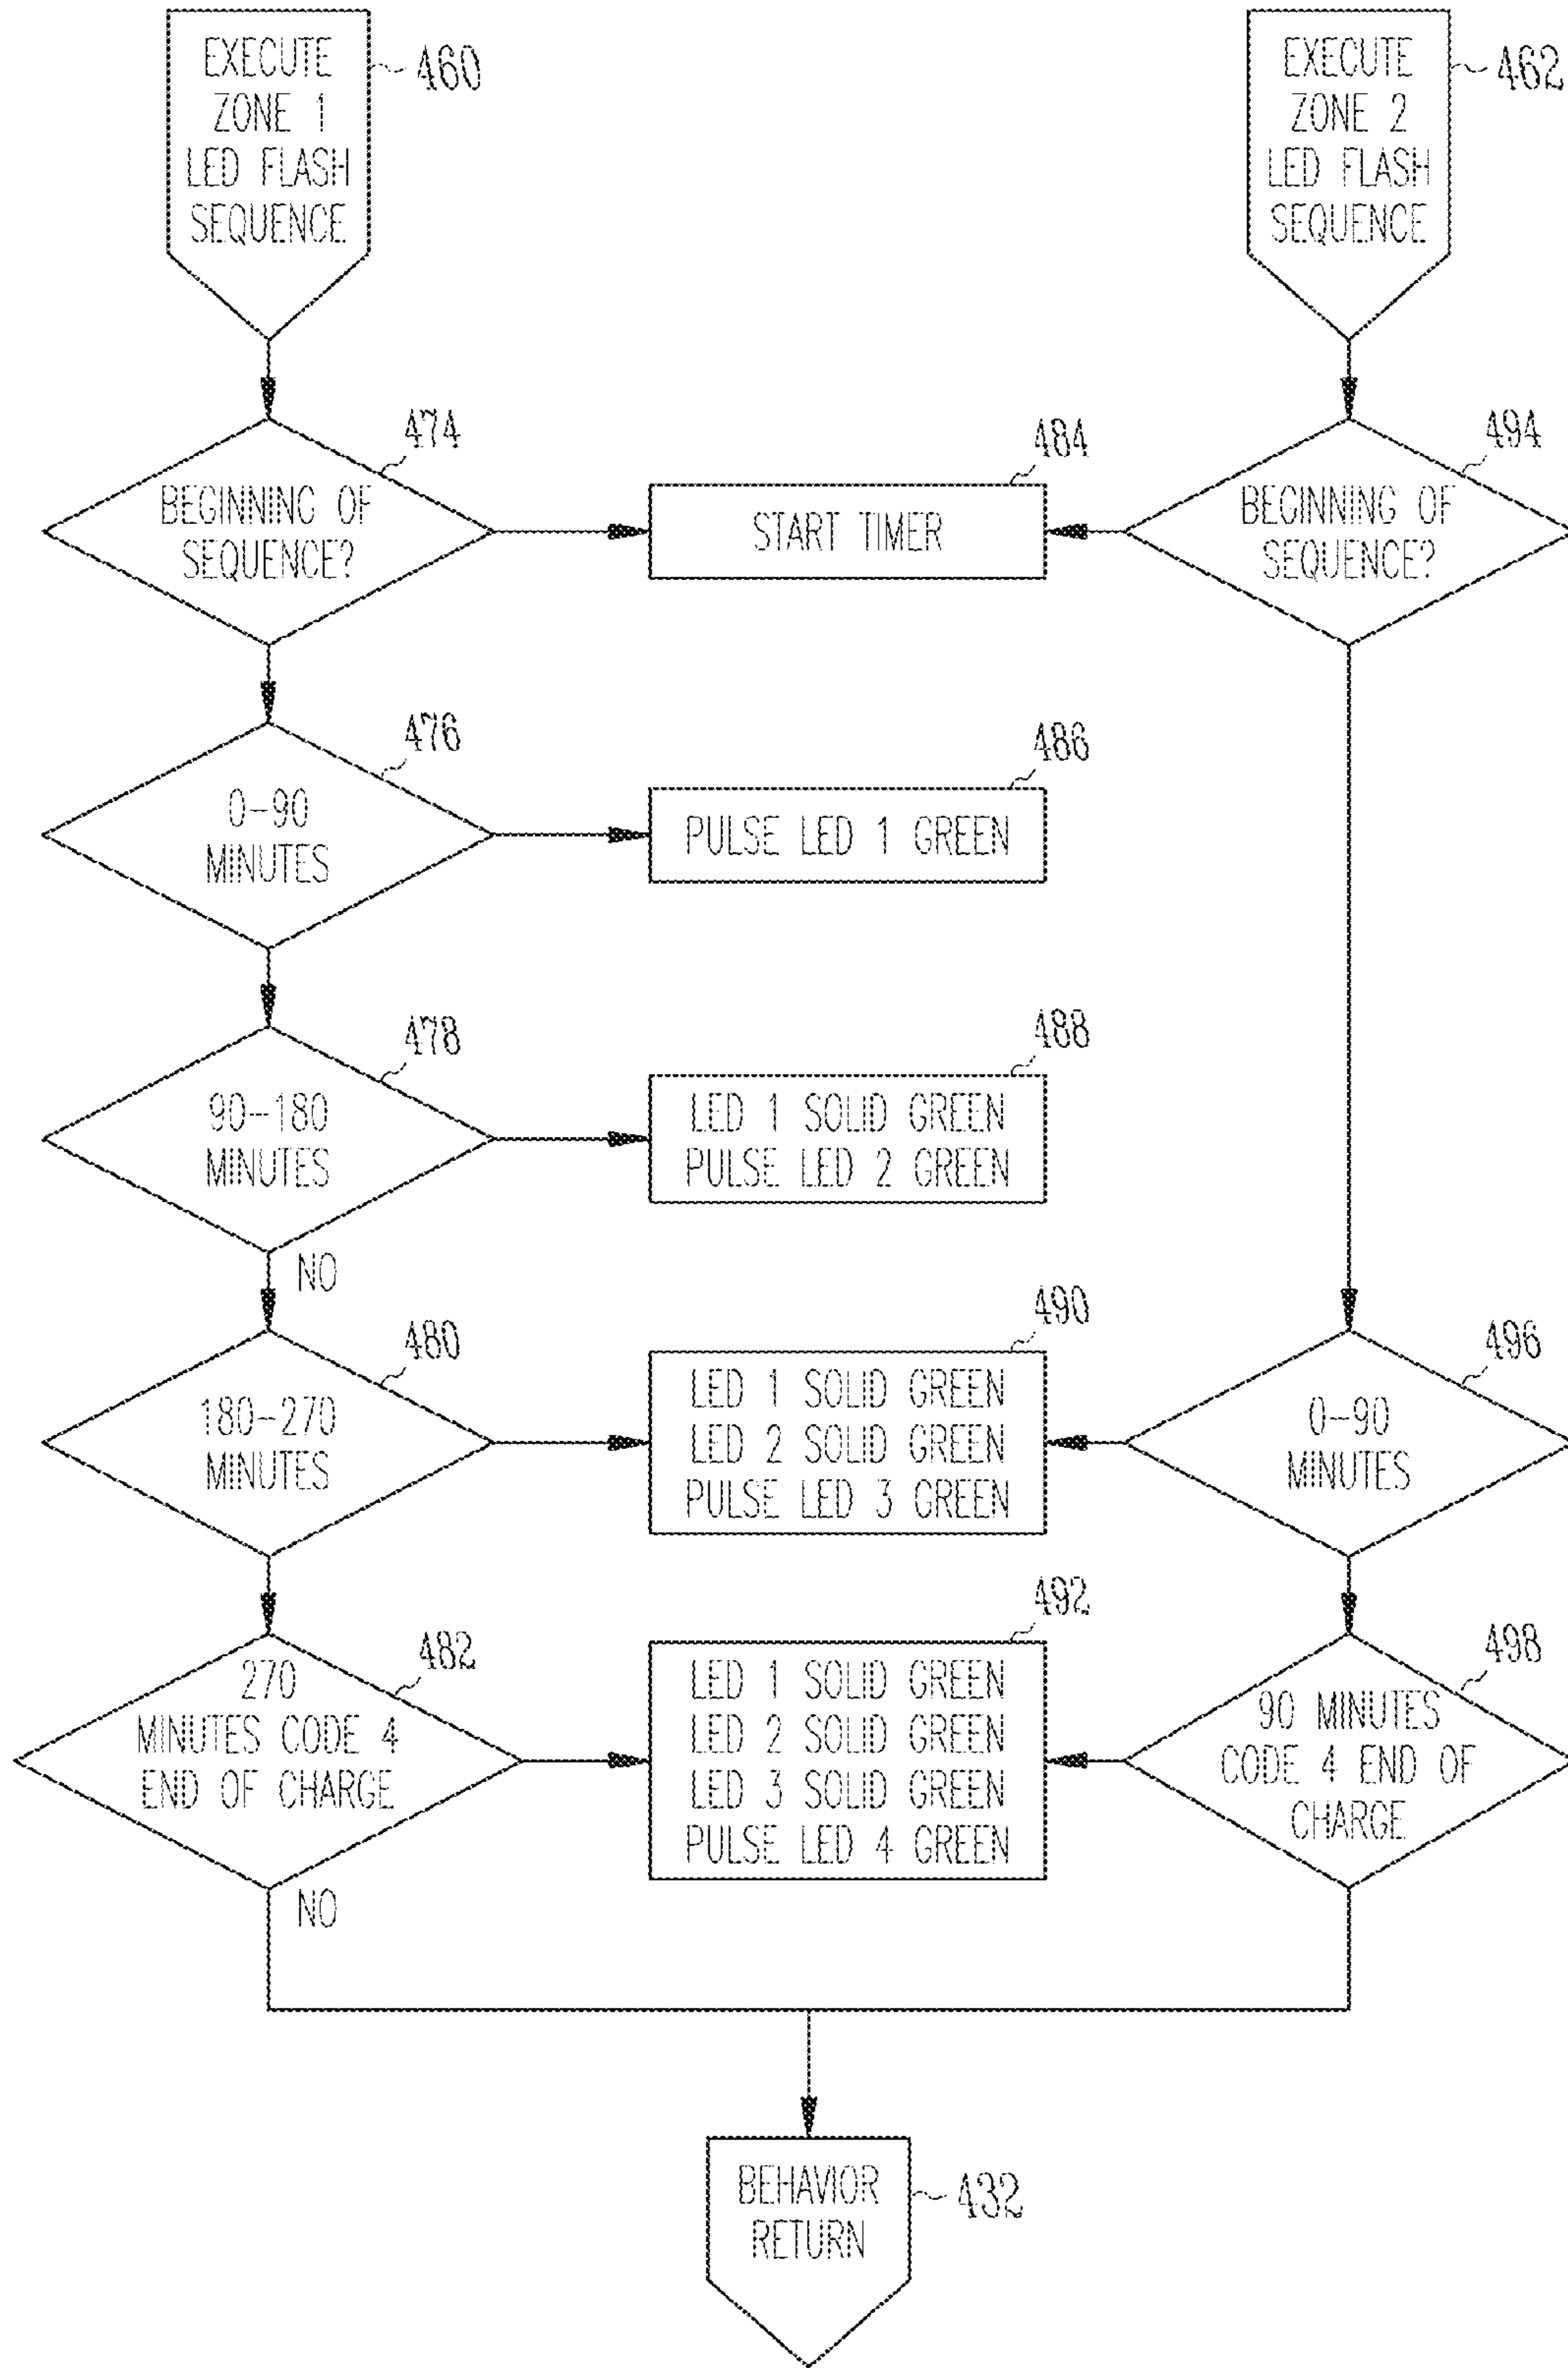 EXECUTE
ZONE 1
LED FLASH
SEQUENCE
460
EXECUTE
ZONE 2
LED FLASH
SEQUENCE
462
474
BEGINNING OF
SEQUENCE?
484
START TIMER
494
BEGINNING OF
SEQUENCE?
476
0-90
MINUTES
486
PULSE LED 1 GREEN
478
90-180
MINUTES
NO
488
LED 1 SOLID GREEN
PULSE LED 2 GREEN
480
180-270
MINUTES
490
LED 1 SOLID GREEN
LED 2 SOLID GREEN
PULSE LED 3 GREEN
496
0-90
MINUTES
482
270
MINUTES CODE 4
END OF CHARGE
NO
492
LED 1 SOLID GREEN
LED 2 SOLID GREEN
LED 3 SOLID GREEN
PULSE LED 4 GREEN
498
90 MINUTES
CODE 4 END OF
CHARGE
BEHAVIOR
RETURN
432